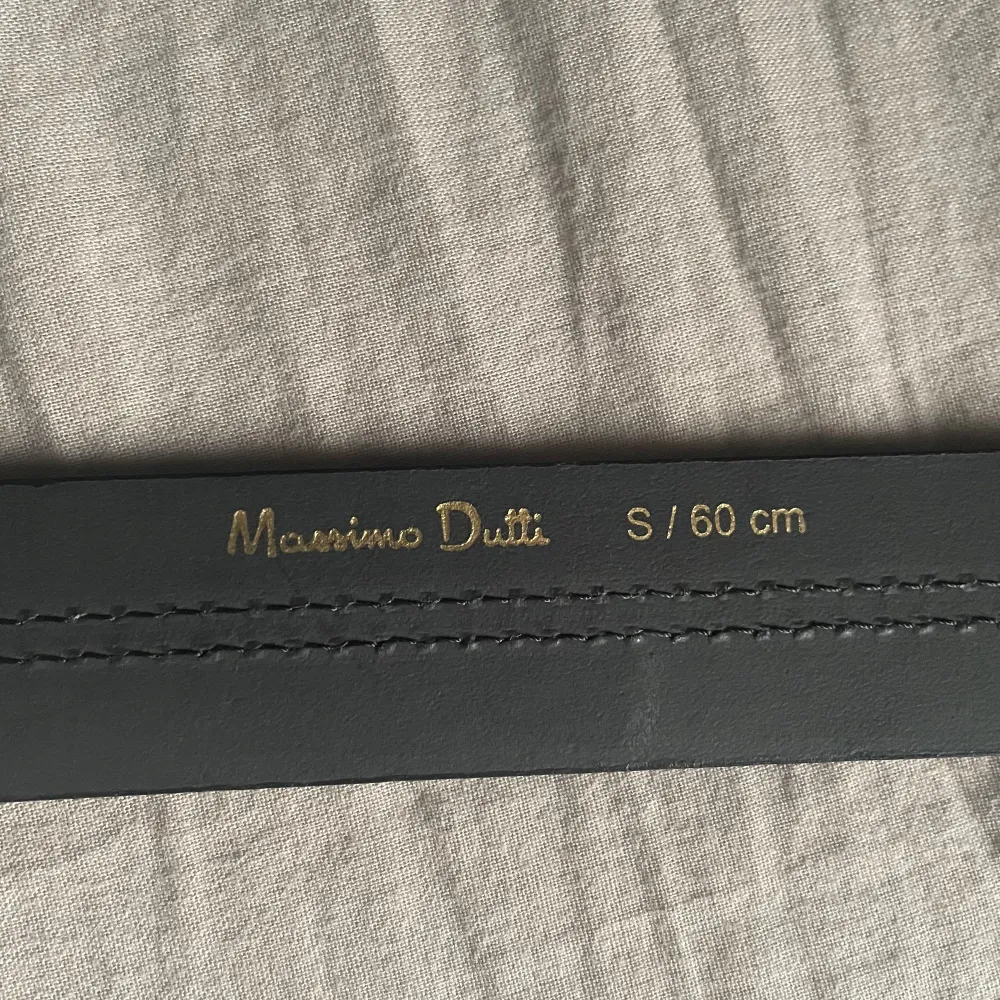 Massimo Dutti S / 60 cm